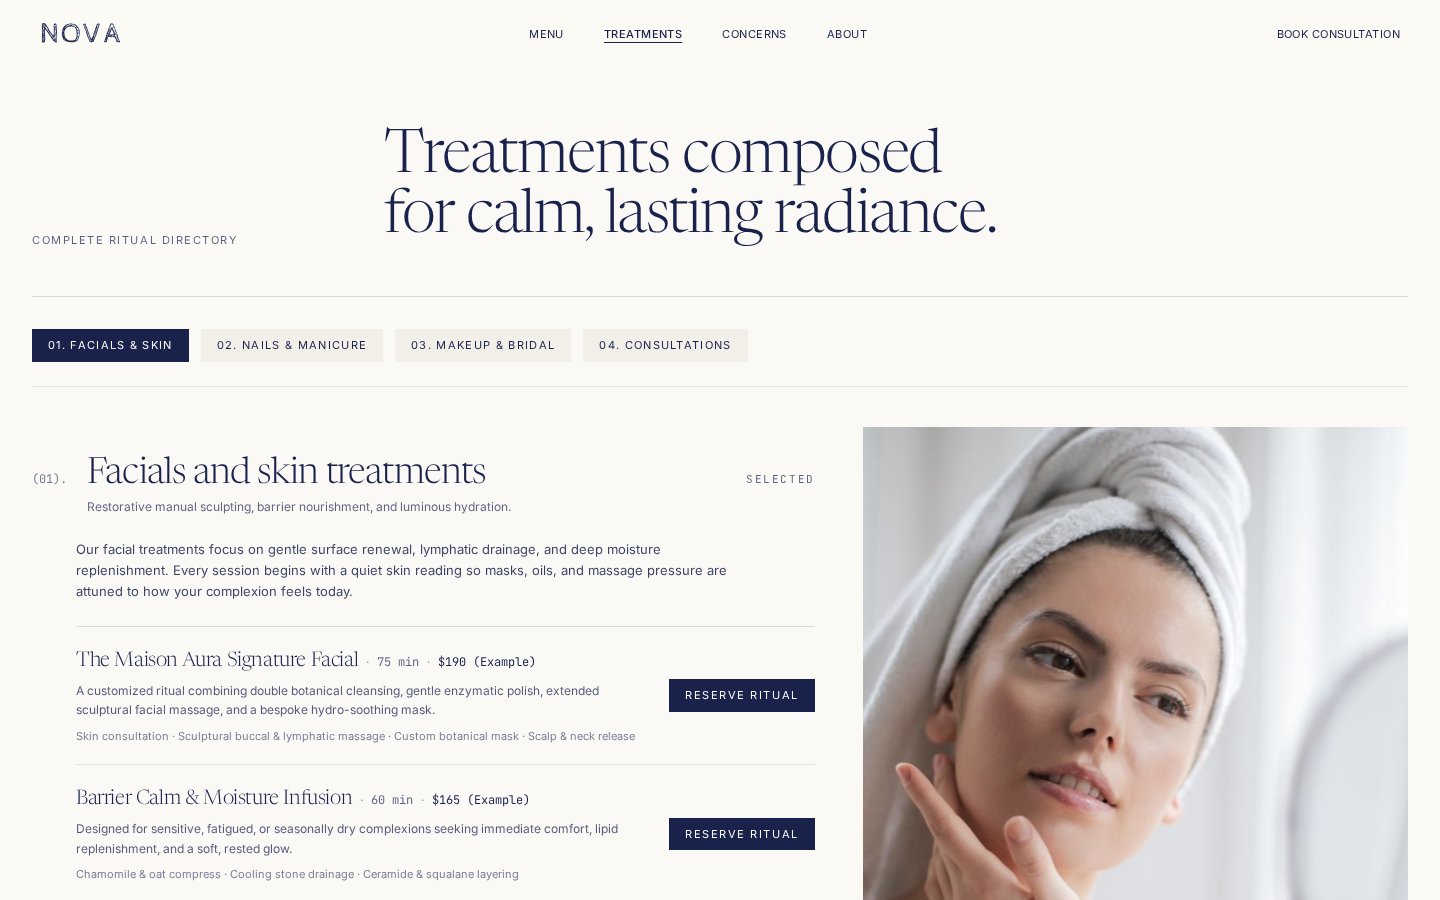 NOVA
MENU
TREATMENTS
CONCERNS
ABOUT
BOOK CONSULTATION
Treatments composed
for calm, lasting radiance.
COMPLETE RITUAL DIRECTORY
01. FACIALS & SKIN
02. NAILS & MANICURE
03. MAKEUP & BRIDAL
04. CONSULTATIONS
(01).
Facials and skin treatments
SELECTED
Restorative manual sculpting, barrier nourishment, and luminous hydration.
Our facial treatments focus on gentle surface renewal, lymphatic drainage, and deep moisture
replenishment. Every session begins with a quiet skin reading so masks, oils, and massage pressure are
attuned to how your complexion feels today.
The Maison Aura Signature Facial · 75 min · $190 (Example)
A customized ritual combining double botanical cleansing, gentle enzymatic polish, extended
sculptural facial massage, and a bespoke hydro-soothing mask.
Skin consultation · Sculptural buccal & lymphatic massage · Custom botanical mask · Scalp & neck release
RESERVE RITUAL
Barrier Calm & Moisture Infusion · 60 min · $165 (Example)
Designed for sensitive, fatigued, or seasonally dry complexions seeking immediate comfort, lipid
replenishment, and a soft, rested glow.
Chamomile & oat compress · Cooling stone drainage · Ceramide & squalane layering
RESERVE RITUAL